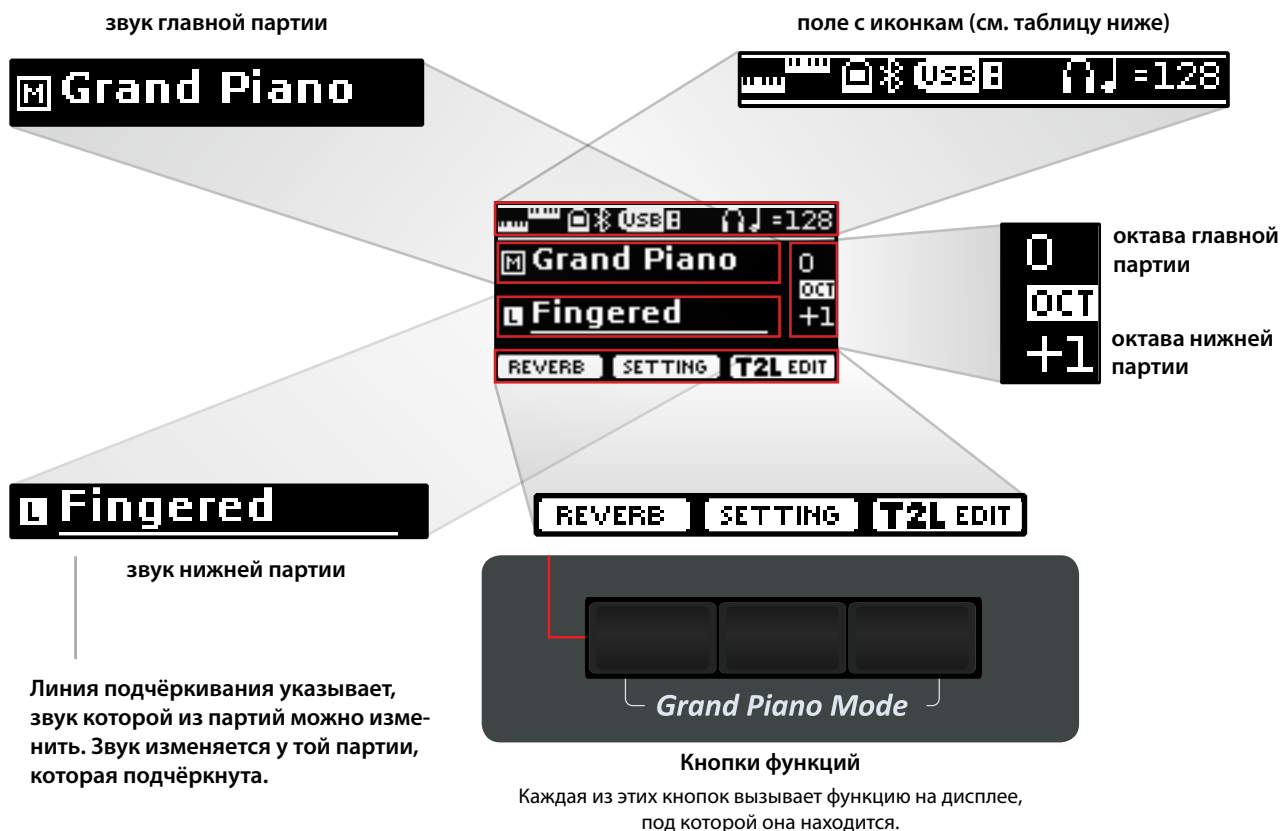 звук главной партии
поле с иконкам (см. таблицу ниже)
M Grand Piano
USB =128
USB =128
M Grand Piano
0
OCT
L Fingered
+1
REVERB SETTING T2L EDIT
0
OCT
+1
октава главной
партии
октава нижней
партии
L Fingered
звук нижней партии
REVERB SETTING T2L EDIT
Grand Piano Mode
Линия подчёркивания указывает,
звук которой из партий можно изме-
нить. Звук изменяется у той партии,
которая подчёркнута.
Кнопки функций
Каждая из этих кнопок вызывает функцию на дисплее,
под которой она находится.